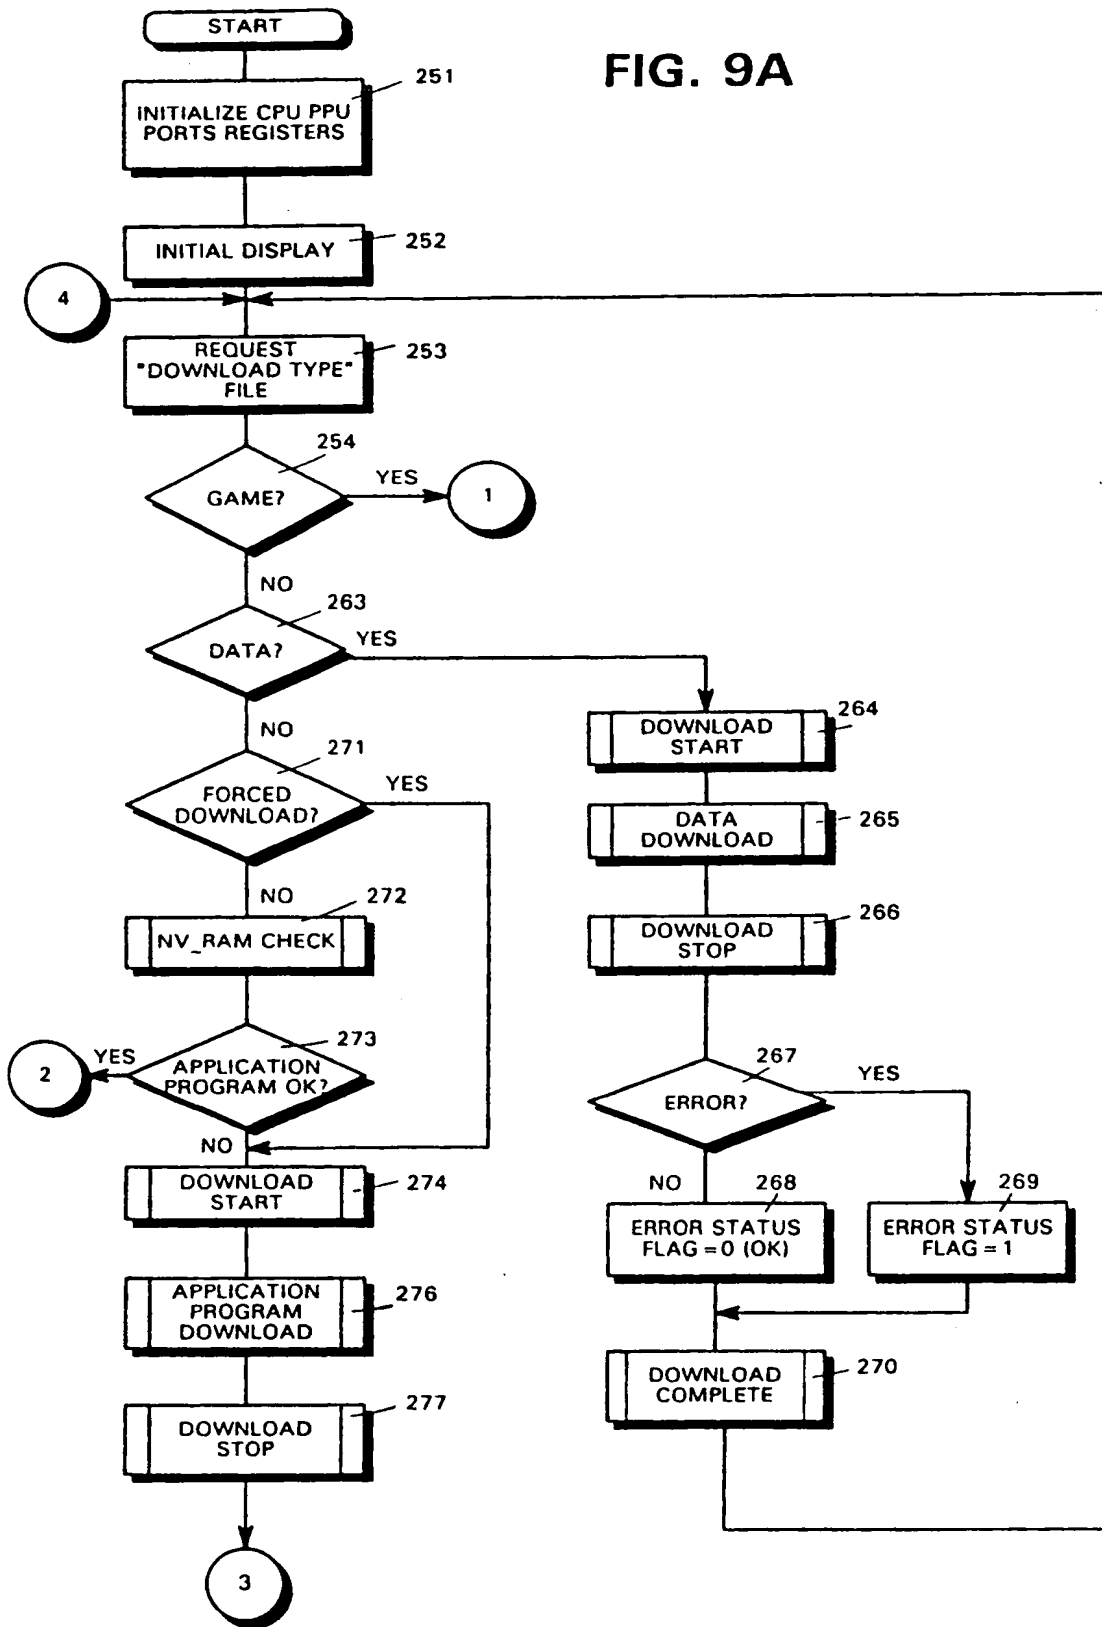 START
FIG. 9A
251
INITIALIZE CPU PPU
PORTS REGISTERS
252
INITIAL DISPLAY
4
REQUEST
"DOWNLOAD TYPE"
FILE
253
254
GAME?
YES
1
NO
263
DATA?
YES
NO
271
FORCED
DOWNLOAD?
YES
NO
272
NV_RAM CHECK
273
2
YES
APPLICATION
PROGRAM OK?
NO
DOWNLOAD
START
274
APPLICATION
PROGRAM
DOWNLOAD
276
DOWNLOAD
STOP
277
3
DOWNLOAD
START
264
DATA
DOWNLOAD
265
DOWNLOAD
STOP
266
267
ERROR?
YES
NO
268
ERROR STATUS
FLAG = 0 (OK)
269
ERROR STATUS
FLAG = 1
DOWNLOAD
COMPLETE
270